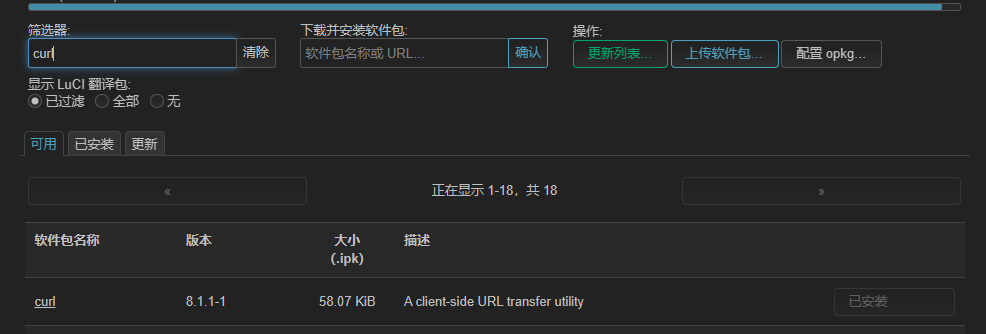 筛选器:
curl
清除
下载并安装软件包:
软件包名称或 URL...
确认
操作:
更新列表...
上传软件包...
配置 opkg...
显示 LuCI 翻译包:
已过滤 全部 无
可用 已安装 更新
« 正在显示 1-18，共 18 »
软件包名称 版本 大小 描述
(.ipk)
curl 8.1.1-1 58.07 KiB A client-side URL transfer utility 已安装